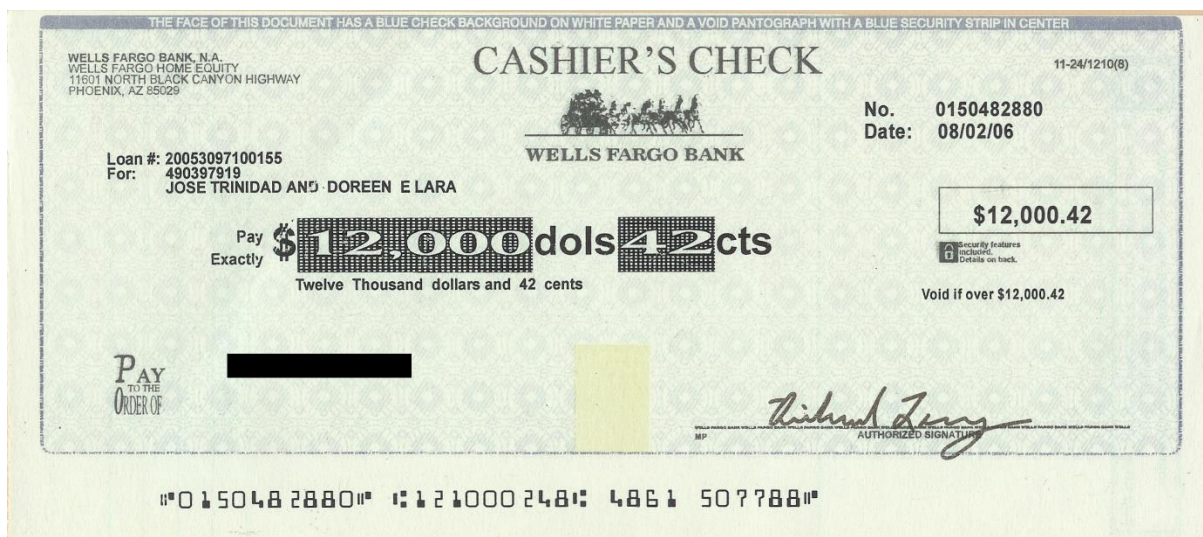 THE FACE OF THIS DOCUMENT HAS A BLUE CHECK BACKGROUND ON WHITE PAPER AND A VOID PANTOGRAPH WITH A BLUE SECURITY STRIP IN CENTER
WELLS FARGO BANK, N.A.
WELLS FARGO HOME EQUITY
11601 NORTH BLACK CANYON HIGHWAY
PHOENIX, AZ 85029
CASHIER'S CHECK
11-24/1210(8)
No. 0150482880
Date: 08/02/06
WELLS FARGO BANK
Loan #: 20053097100155
For: 490397919
JOSE TRINIDAD AND DOREEN E LARA
$12,000.42
Pay Exactly $12,000dols42cts
Security features
included.
Details on back.
Twelve Thousand dollars and 42 cents
Void if over $12,000.42
PAY
TO THE
ORDER OF
MP
AUTHORIZED SIGNATURE
⑈0150482880⑈ ⑆121000248⑆ 4861 507788⑈